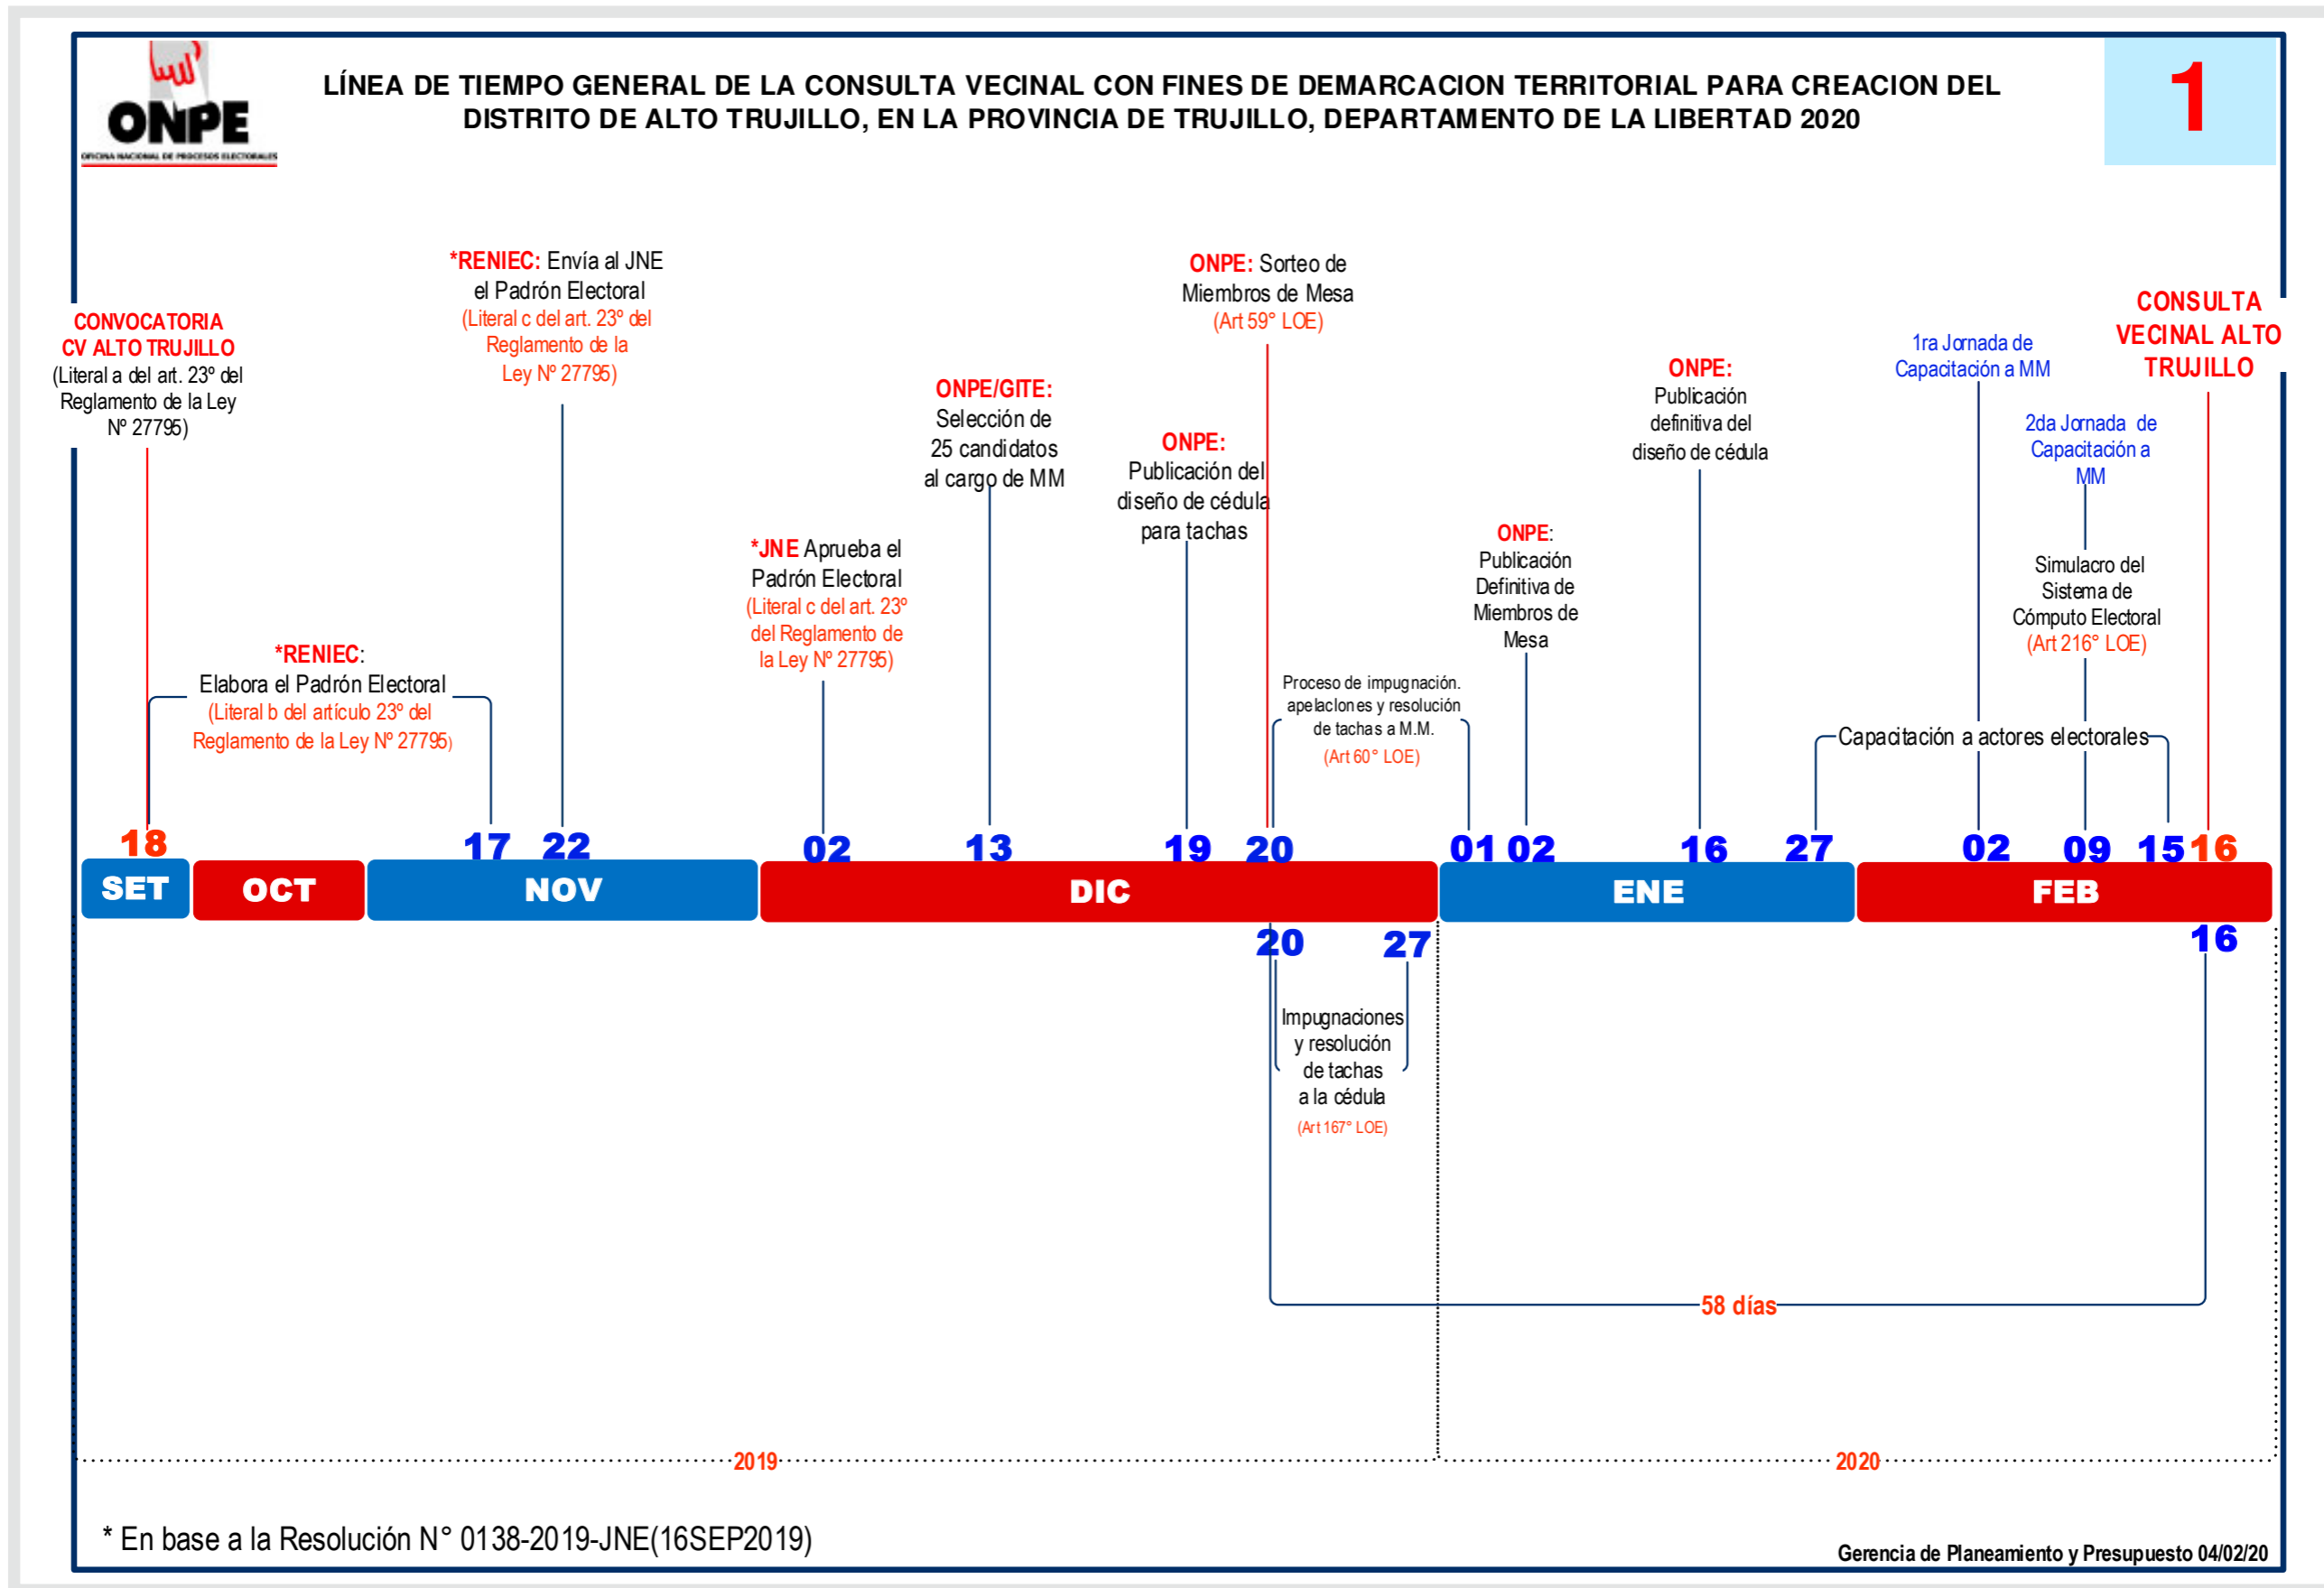 ONPE
OFICINA NACIONAL DE PROCESOS ELECTORALES
LÍNEA DE TIEMPO GENERAL DE LA CONSULTA VECINAL CON FINES DE DEMARCACION TERRITORIAL PARA CREACION DEL
DISTRITO DE ALTO TRUJILLO, EN LA PROVINCIA DE TRUJILLO, DEPARTAMENTO DE LA LIBERTAD 2020
1
CONVOCATORIA
CV ALTO TRUJILLO
(Literal a del art. 23º del
Reglamento de la Ley
Nº 27795)
*RENIEC:
Elabora el Padrón Electoral
(Literal b del artículo 23º del
Reglamento de la Ley Nº 27795)
*RENIEC: Envía al JNE
el Padrón Electoral
(Literal c del art. 23º del
Reglamento de la
Ley Nº 27795)
*JNE Aprueba el
Padrón Electoral
(Literal c del art. 23º
del Reglamento de
la Ley Nº 27795)
ONPE/GITE:
Selección de
25 candidatos
al cargo de MM
ONPE:
Publicación del
diseño de cédula
para tachas
ONPE: Sorteo de
Miembros de Mesa
(Art 59° LOE)
Proceso de impugnación.
apelaclones y resolución
de tachas a M.M.
(Art 60° LOE)
ONPE:
Publicación
Definitiva de
Miembros de
Mesa
ONPE:
Publicación
definitiva del
diseño de cédula
1ra Jornada de
Capacitación a MM
2da Jornada de
Capacitación a
MM
Simulacro del
Sistema de
Cómputo Electoral
(Art 216° LOE)
Capacitación a actores electorales
CONSULTA
VECINAL ALTO
TRUJILLO
18 17 22 02 13 19 20 01 02 16 27 02 09 15 16
SET OCT NOV DIC ENE FEB
20 27 16
Impugnaciones
y resolución
de tachas
a la cédula
(Art 167° LOE)
58 días
2019 2020
* En base a la Resolución N° 0138-2019-JNE(16SEP2019)
Gerencia de Planeamiento y Presupuesto 04/02/20